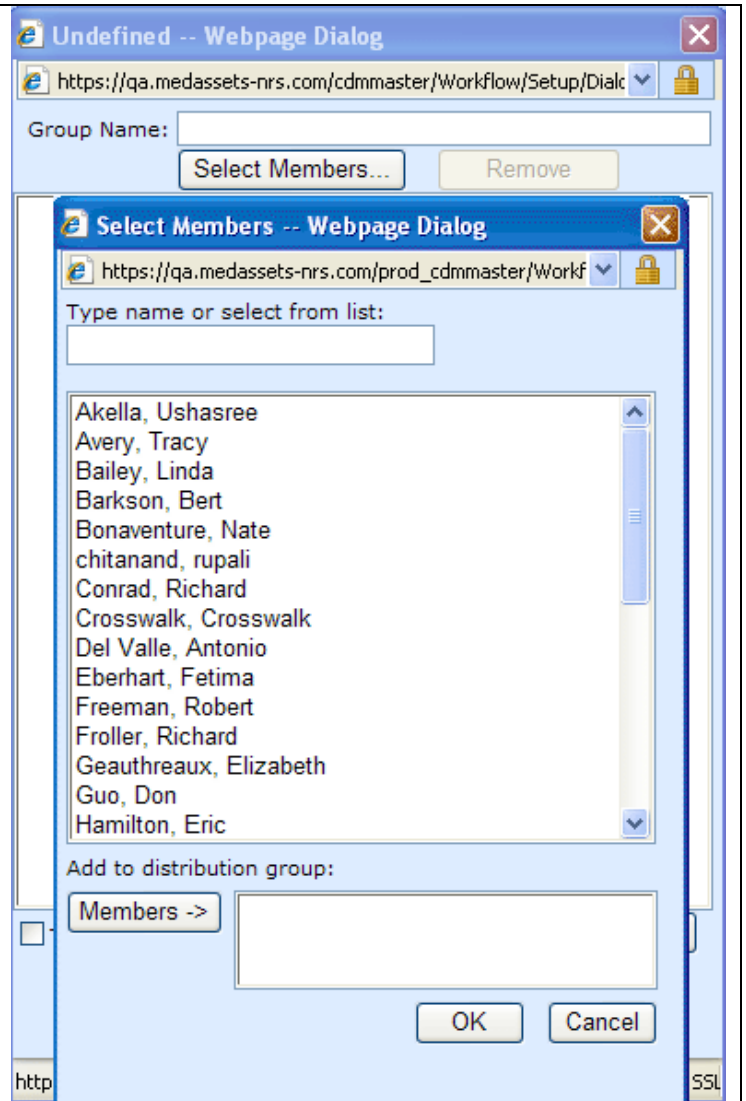 Undefined -- Webpage Dialog
https://qa.medassets-nrs.com/cdmmaster/Workflow/Setup/Dialc
Group Name:
Select Members... Remove
Select Members -- Webpage Dialog
https://qa.medassets-nrs.com/prod_cdmmaster/Workf
Type name or select from list:
Akella, Ushasree
Avery, Tracy
Bailey, Linda
Barkson, Bert
Bonaventure, Nate
chitanand, rupali
Conrad, Richard
Crosswalk, Crosswalk
Del Valle, Antonio
Eberhart, Fetima
Freeman, Robert
Froller, Richard
Geauthreaux, Elizabeth
Guo, Don
Hamilton, Eric
Add to distribution group:
Members ->
OK Cancel
http SSL